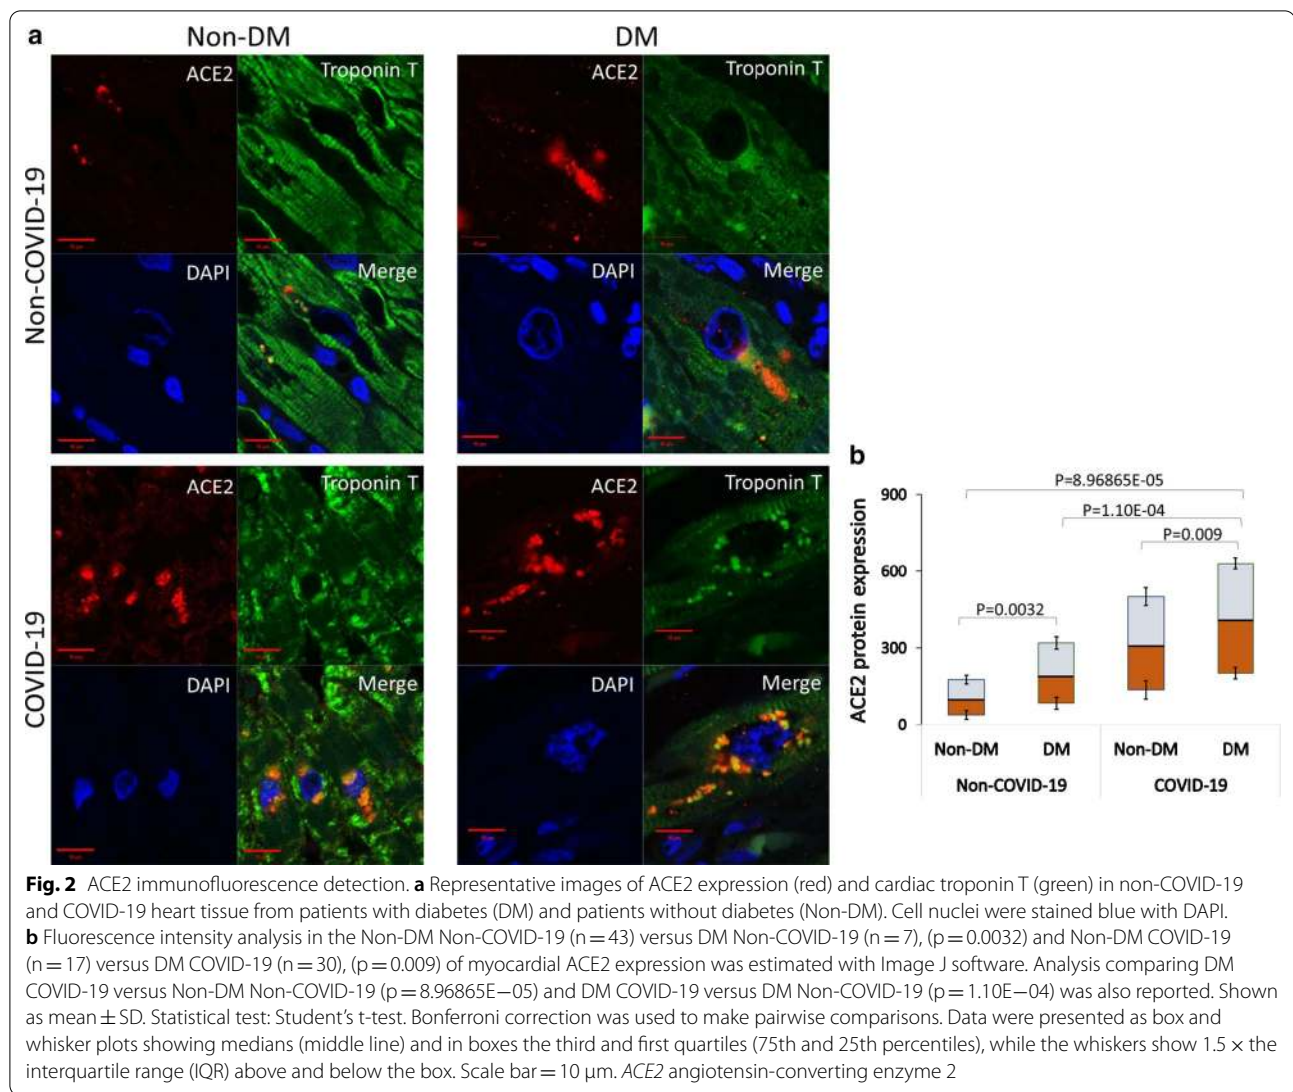 a
Non-DM
DM
Non-COVID-19
ACE2
Troponin T
ACE2
Troponin T
DAPI
Merge
DAPI
Merge
COVID-19
ACE2
Troponin T
ACE2
Troponin T
DAPI
Merge
DAPI
Merge
b
P=8.96865E-05
P=1.10E-04
P=0.009
P=0.0032
ACE2 protein expression
900
600
300
0
Non-DM DM Non-DM DM
Non-COVID-19 COVID-19
Fig. 2 ACE2 immunofluorescence detection. a Representative images of ACE2 expression (red) and cardiac troponin T (green) in non-COVID-19
and COVID-19 heart tissue from patients with diabetes (DM) and patients without diabetes (Non-DM). Cell nuclei were stained blue with DAPI.
b Fluorescence intensity analysis in the Non-DM Non-COVID-19 (n=43) versus DM Non-COVID-19 (n=7), (p=0.0032) and Non-DM COVID-19
(n=17) versus DM COVID-19 (n=30), (p=0.009) of myocardial ACE2 expression was estimated with Image J software. Analysis comparing DM
COVID-19 versus Non-DM Non-COVID-19 (p=8.96865E−05) and DM COVID-19 versus DM Non-COVID-19 (p=1.10E−04) was also reported. Shown
as mean±SD. Statistical test: Student's t-test. Bonferroni correction was used to make pairwise comparisons. Data were presented as box and
whisker plots showing medians (middle line) and in boxes the third and first quartiles (75th and 25th percentiles), while the whiskers show 1.5 × the
interquartile range (IQR) above and below the box. Scale bar=10 μm. ACE2 angiotensin-converting enzyme 2